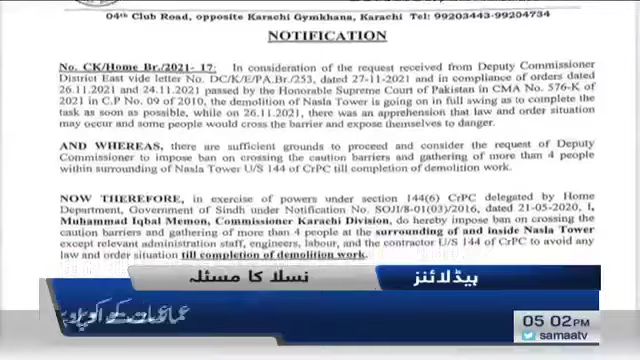 04th Club Road, opposite Karachi Gymkhana, Karachi Tel: 99203443-99204734
NOTIFICATION
No. CK/Home Br./2021- 17: In consideration of the request received from Deputy Commissioner
District East vide letter No. DC/K/E/PA.Br./253, dated 27-11-2021 and in compliance of orders dated
26.11.2021 and 24.11.2021 passed by the Honorable Supreme Court of Pakistan in CMA No. 576-K of
2021 in C.P No. 09 of 2010, the demolition of Nasla Tower is going on in full swing as to complete the
task as soon as possible, while on 26.11.2021, there was an apprehension that law and order situation
may occur and some people would cross the barrier and expose themselves to danger.
AND WHEREAS, there are sufficient grounds to proceed and consider the request of Deputy
Commissioner to impose ban on crossing the caution barriers and gathering of more than 4 people
within surrounding of Nasla Tower U/S 144 of CrPC till completion of demolition work.
NOW THEREFORE, in exercise of powers under section 144(6) CrPC delegated by Home
Department, Government of Sindh under Notification No. SOJI/8-01(03)/2016, dated 21-05-2020, I,
Muhammad Iqbal Memon, Commissioner Karachi Division, do hereby impose ban on crossing the
caution barriers and gathering of more than 4 people at the surrounding of and inside Nasla Tower
except relevant administration staff, engineers, labour, and the contractor U/S 144 of CrPC to avoid any
law and order situation till completion of demolition work.
ہیڈلائنز
نسلا کا مسئلہ
05:02PM
samaatv